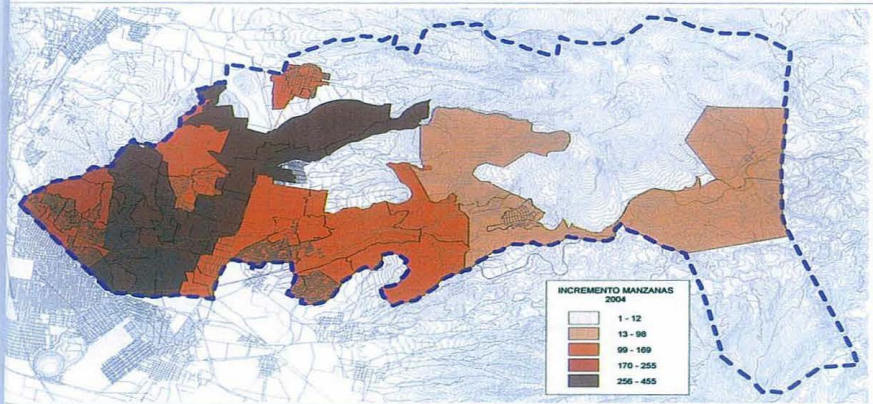 INCREMENTO MANZANAS
2004
1 - 12
13 - 98
99 - 169
170 - 255
256 - 455